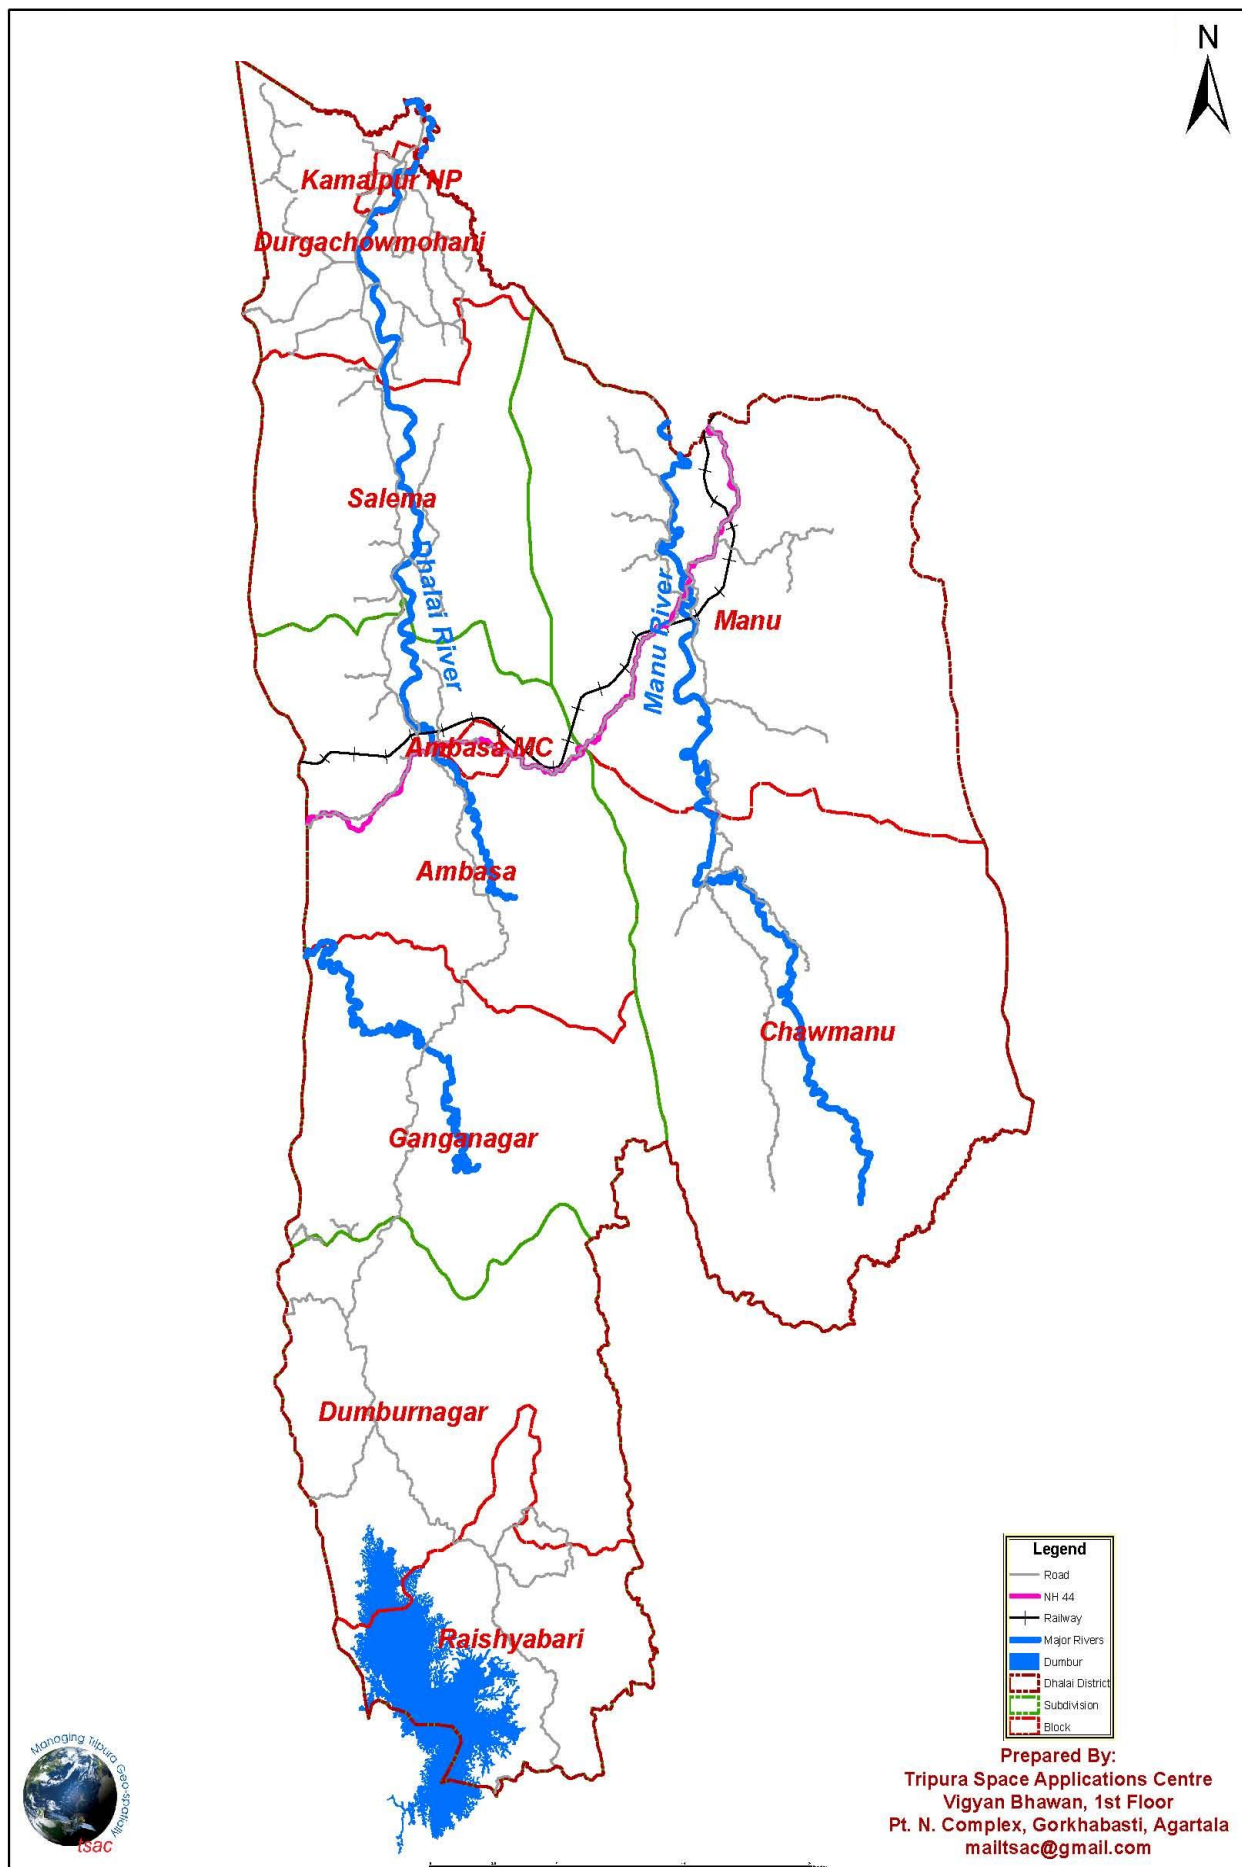 N
Kamalpur NP
Durgachowmohani
Salema
Dhalai River
Manu River
Manu
Ambasa MC
Ambasa
Chawmanu
Ganganagar
Dumburnagar
Raishyabari
Legend
Road
NH 44
Railway
Major Rivers
Dumbur
Dhalai District
Subdivision
Block
Prepared By:
Tripura Space Applications Centre
Vigyan Bhawan, 1st Floor
Pt. N. Complex, Gorkhabasti, Agartala
mailtsac@gmail.com
Managing Tripura Geo-spatially
tsac